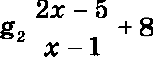 g₂ (2x − 5)/(x − 1) + 8